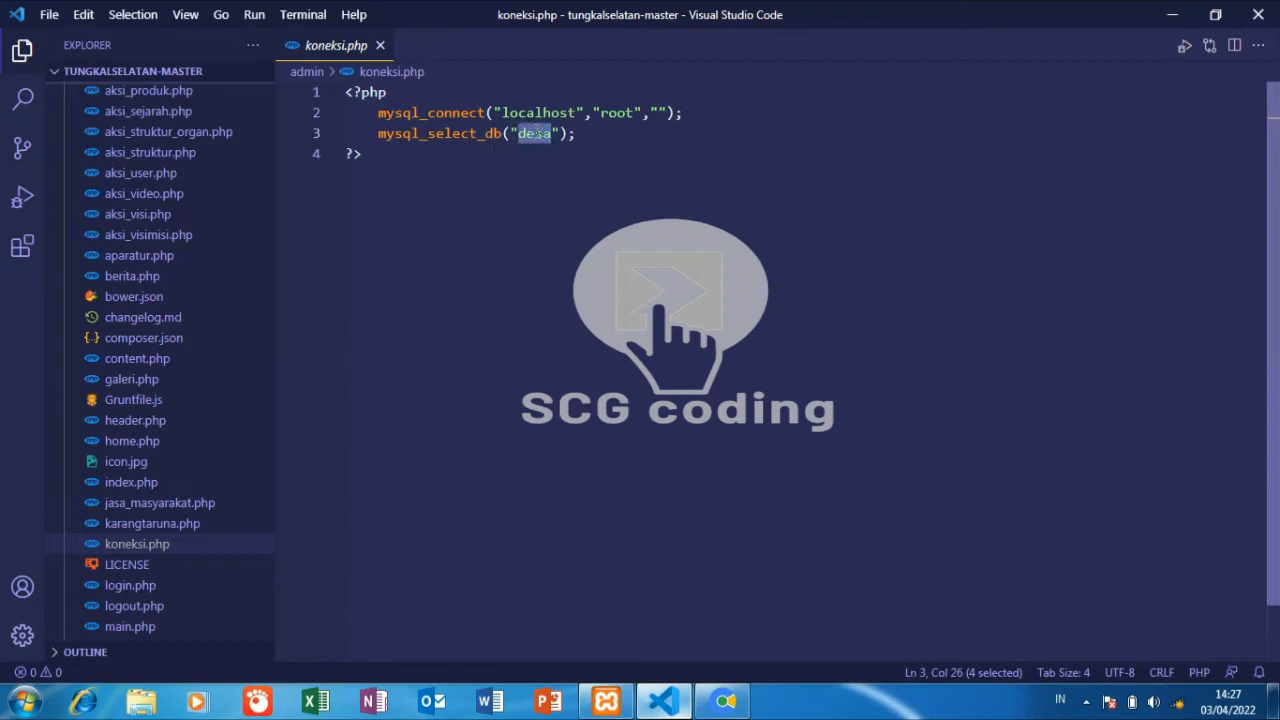 File Edit Selection View Go Run Terminal Help
koneksi.php - tungkalselatan-master - Visual Studio Code
EXPLORER
TUNGKALSELATAN-MASTER
aksi_produk.php
aksi_sejarah.php
aksi_struktur_organ.php
aksi_struktur.php
aksi_user.php
aksi_video.php
aksi_visi.php
aksi_visimisi.php
aparatur.php
berita.php
bower.json
changelog.md
composer.json
content.php
galeri.php
Gruntfile.js
header.php
home.php
icon.jpg
index.php
jasa_masyarakat.php
karangtaruna.php
koneksi.php
LICENSE
login.php
logout.php
main.php
OUTLINE
koneksi.php
admin > koneksi.php
1 <?php
2 mysql_connect("localhost","root","");
3 mysql_select_db("desa");
4 ?>
SCG coding
0 0
Ln 3, Col 26 (4 selected) Tab Size: 4 UTF-8 CRLF PHP
IN
14:27
03/04/2022